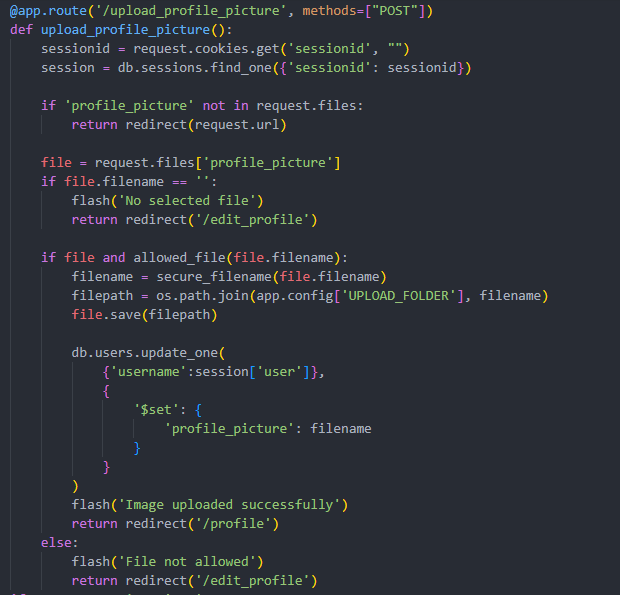 @app.route('/upload_profile_picture', methods=["POST"])
def upload_profile_picture():
    sessionid = request.cookies.get('sessionid', "")
    session = db.sessions.find_one({'sessionid': sessionid})

    if 'profile_picture' not in request.files:
        return redirect(request.url)

    file = request.files['profile_picture']
    if file.filename == '':
        flash('No selected file')
        return redirect('/edit_profile')

    if file and allowed_file(file.filename):
        filename = secure_filename(file.filename)
        filepath = os.path.join(app.config['UPLOAD_FOLDER'], filename)
        file.save(filepath)

        db.users.update_one(
            {'username':session['user']},
            {
                '$set': {
                    'profile_picture': filename
                }
            }
        )
        flash('Image uploaded successfully')
        return redirect('/profile')
    else:
        flash('File not allowed')
        return redirect('/edit_profile')